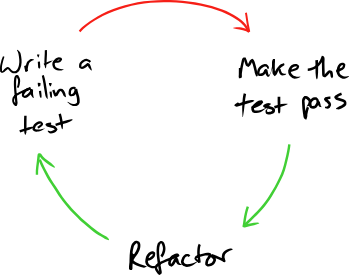 Write a
failing
test
Make the
test pass
Refactor